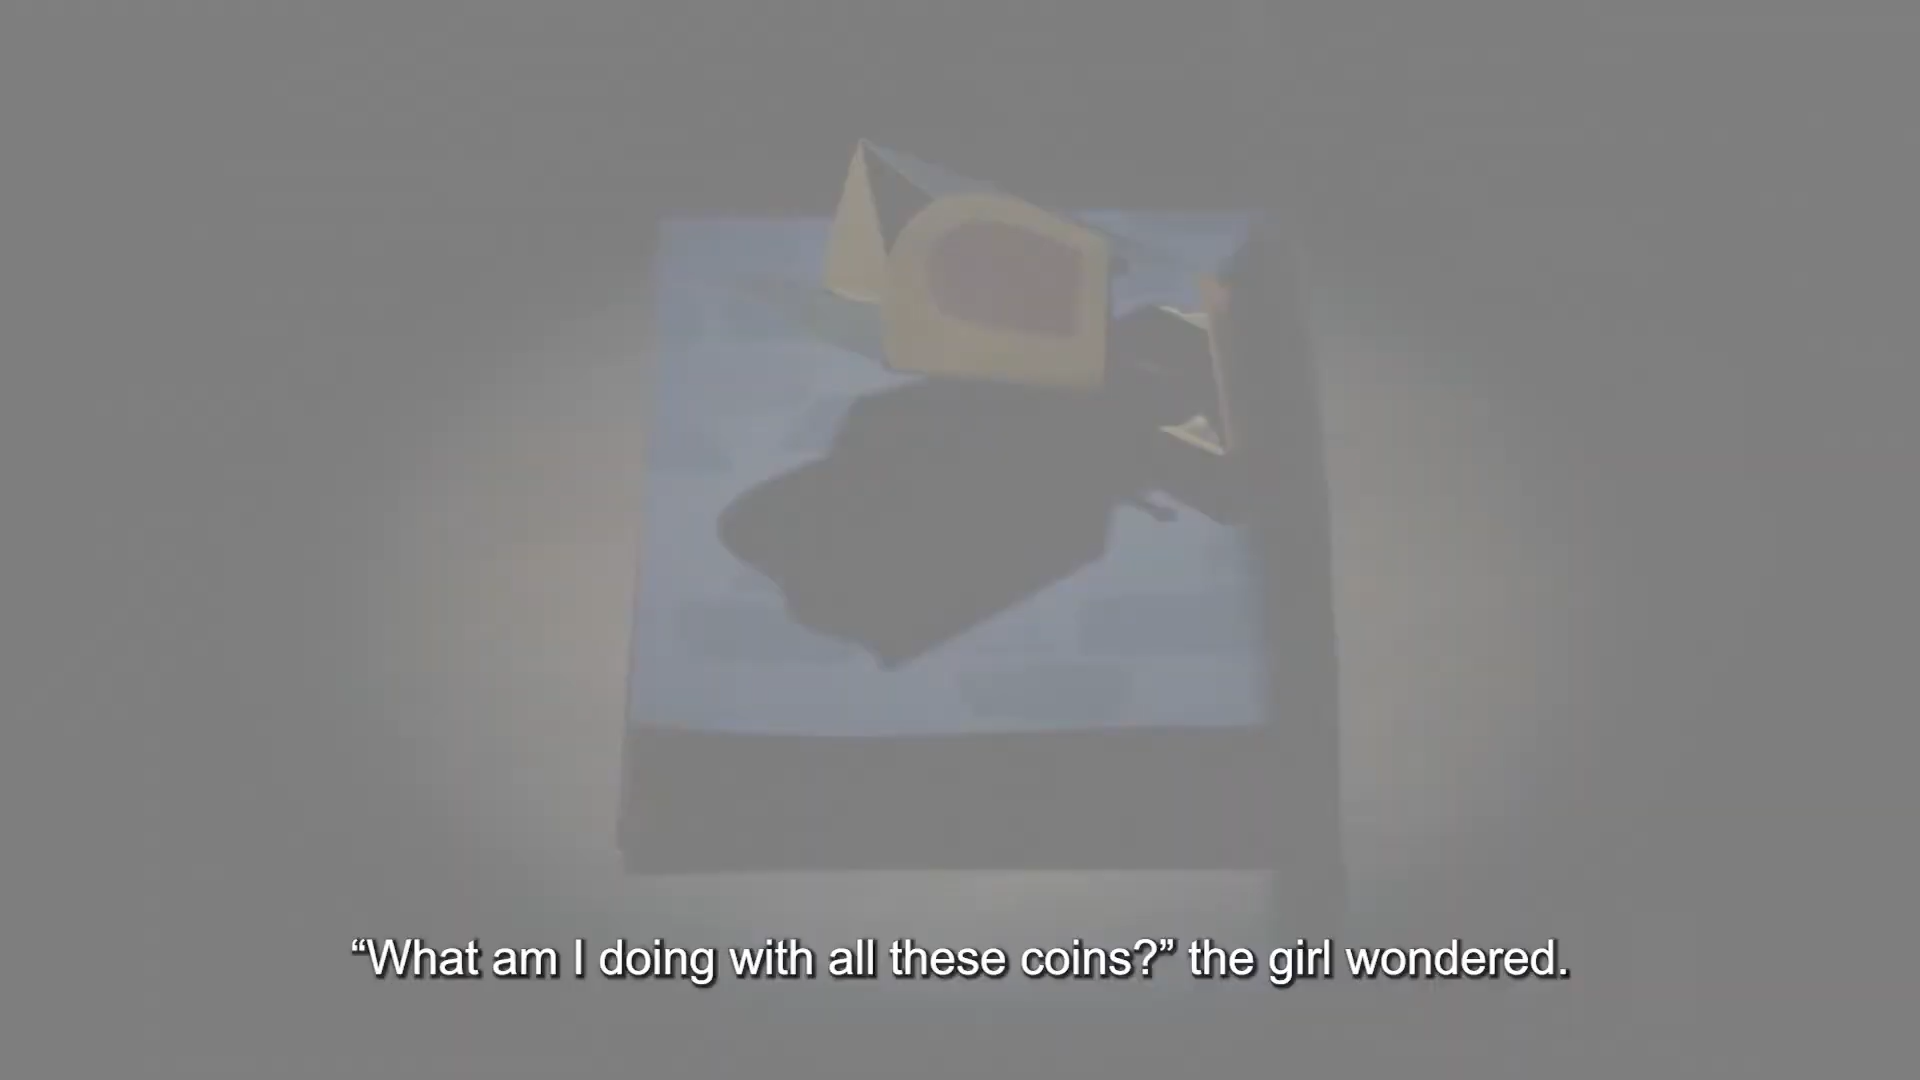 “What am I doing with all these coins?” the girl wondered.